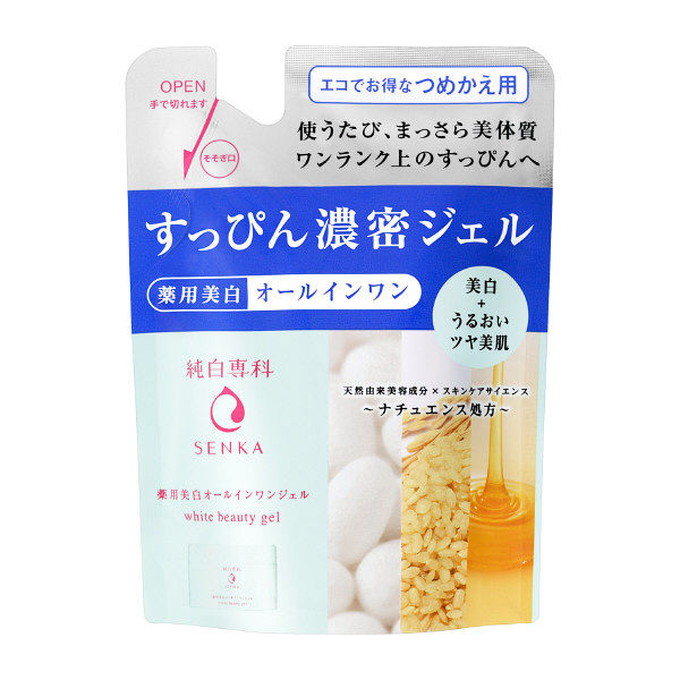 OPEN
手で切れます
そそぎ口
エコでお得な つめかえ用
使うたび、まっさら美体質
ワンランク上のすっぴんへ
すっぴん濃密ジェル
薬用美白 オールインワン
美白
+
うるおい
ツヤ美肌
純白専科
SENKA
天然由来美容成分×スキンケアサイエンス
～ナチュエンス処方～
薬用美白オールインワンジェル
white beauty gel
純白専科
SENKA